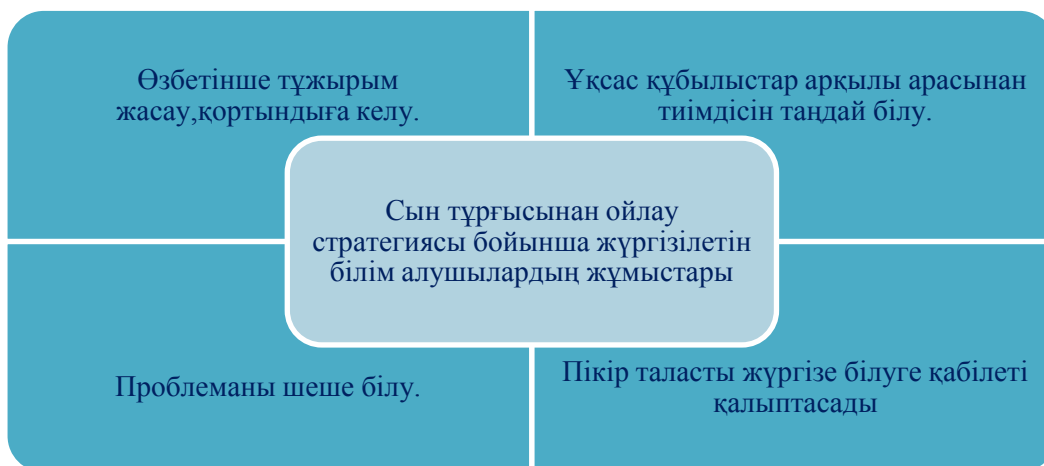 Өзбетінше тұжырым
жасау,қортындыға келу.
Ұқсас құбылыстар арқылы арасынан
тиімдісін таңдай білу.
Сын тұрғысынан ойлау
стратегиясы бойынша жүргізілетін
білім алушылардың жұмыстары
Проблеманы шеше білу.
Пікір таласты жүргізе білуге қабілеті
қалыптасады